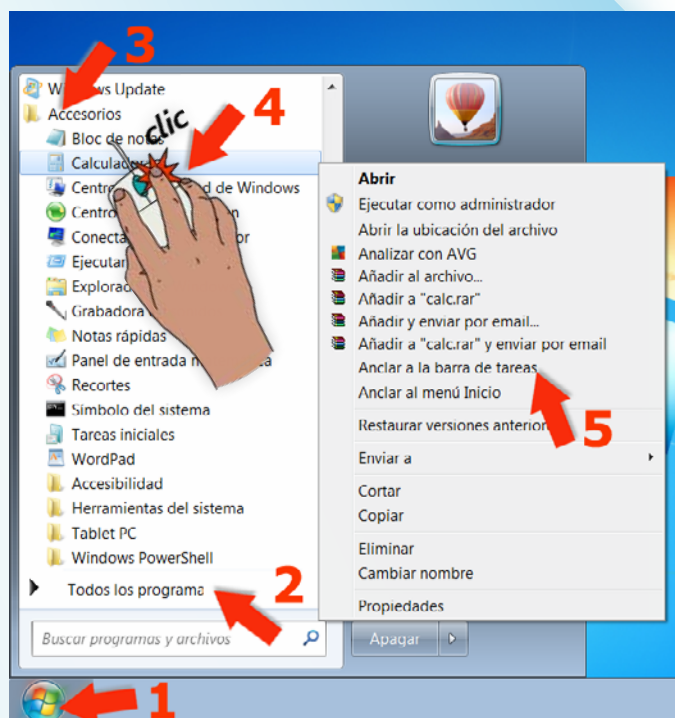 3
Windows Update
Accesorios
4
clic
Bloc de notas
Calculadora
Centro de Windows
Centro
Conecta
Ejecutar
Explorad
Grabadora
Notas rápidas
Panel de entrada
Recortes
Símbolo del sistema
Tareas iniciales
WordPad
Accesibilidad
Herramientas del sistema
Tablet PC
Windows PowerShell
2
Todos los programa
Buscar programas y archivos
1
Abrir
Ejecutar como administrador
Abrir la ubicación del archivo
Analizar con AVG
Añadir al archivo...
Añadir a "calc.rar"
Añadir y enviar por email...
Añadir a "calc.rar" y enviar por email
Anclar a la barra de tareas
Anclar al menú Inicio
5
Restaurar versiones anterior
Enviar a
Cortar
Copiar
Eliminar
Cambiar nombre
Propiedades
Apagar